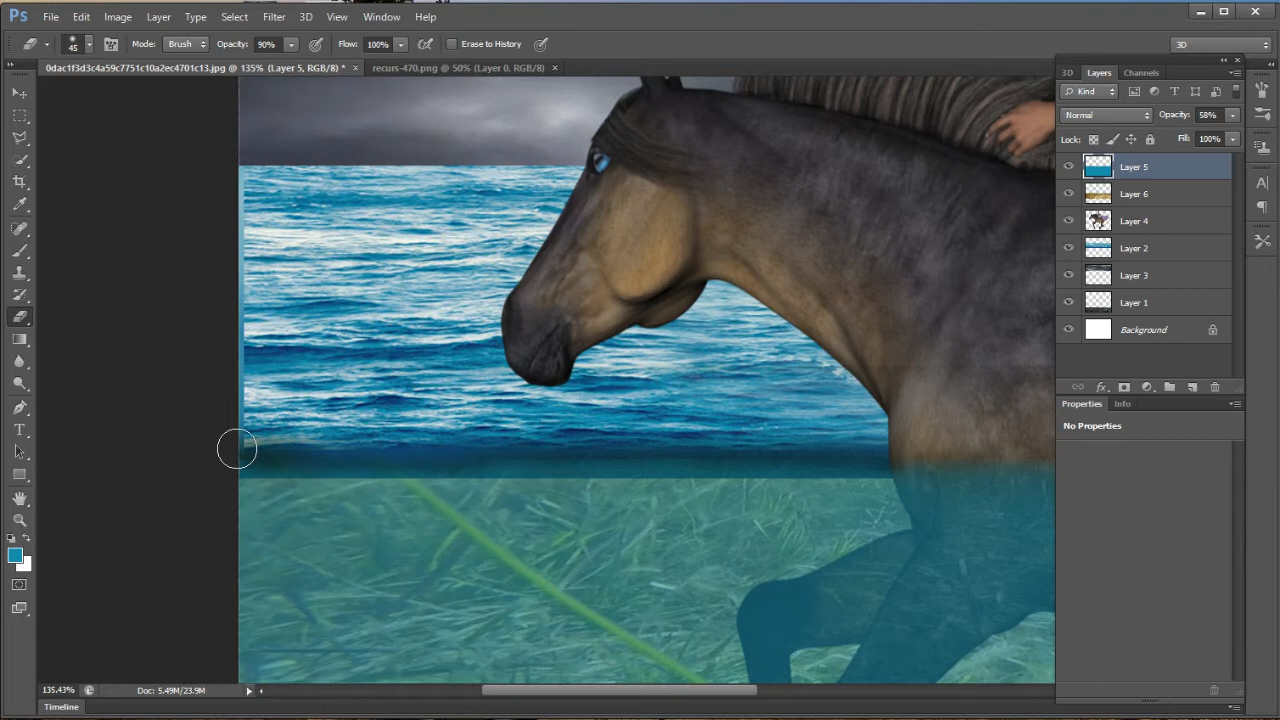 Ps File Edit Image Layer Type Select Filter 3D View Window Help
45 Mode: Brush Opacity: 90% Flow: 100% Erase to History 3D
0dac1f3d3c4a59c7751c10a2ec4701c13.jpg @ 135% (Layer 5, RGB/8) * × recurs-470.png @ 50% (Layer 0, RGB/8) ×
3D Layers Channels
Kind
Normal Opacity: 58%
Lock: Fill: 100%
Layer 5
Layer 6
Layer 4
Layer 2
Layer 3
Layer 1
Background
fx
Properties Info
No Properties
135.43% Doc: 5.49M/23.9M
Timeline